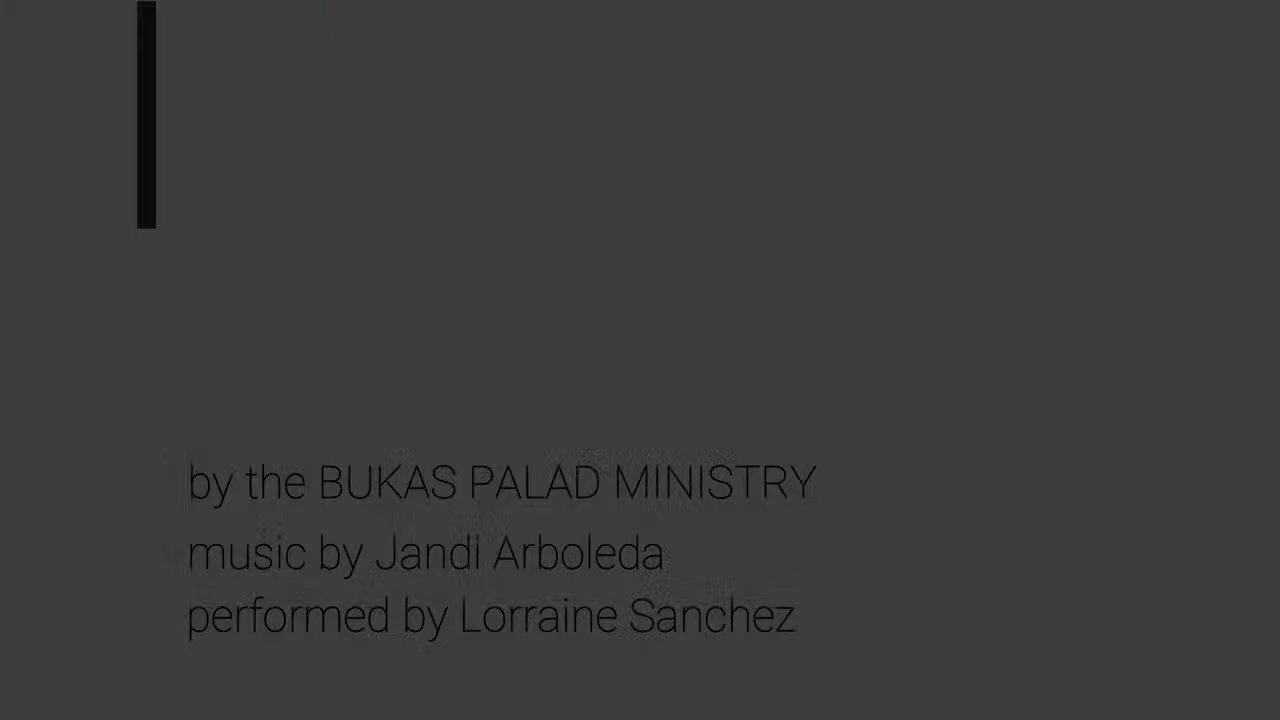 by the BUKAS PALAD MINISTRY
music by Jandi Arboleda
performed by Lorraine Sanchez